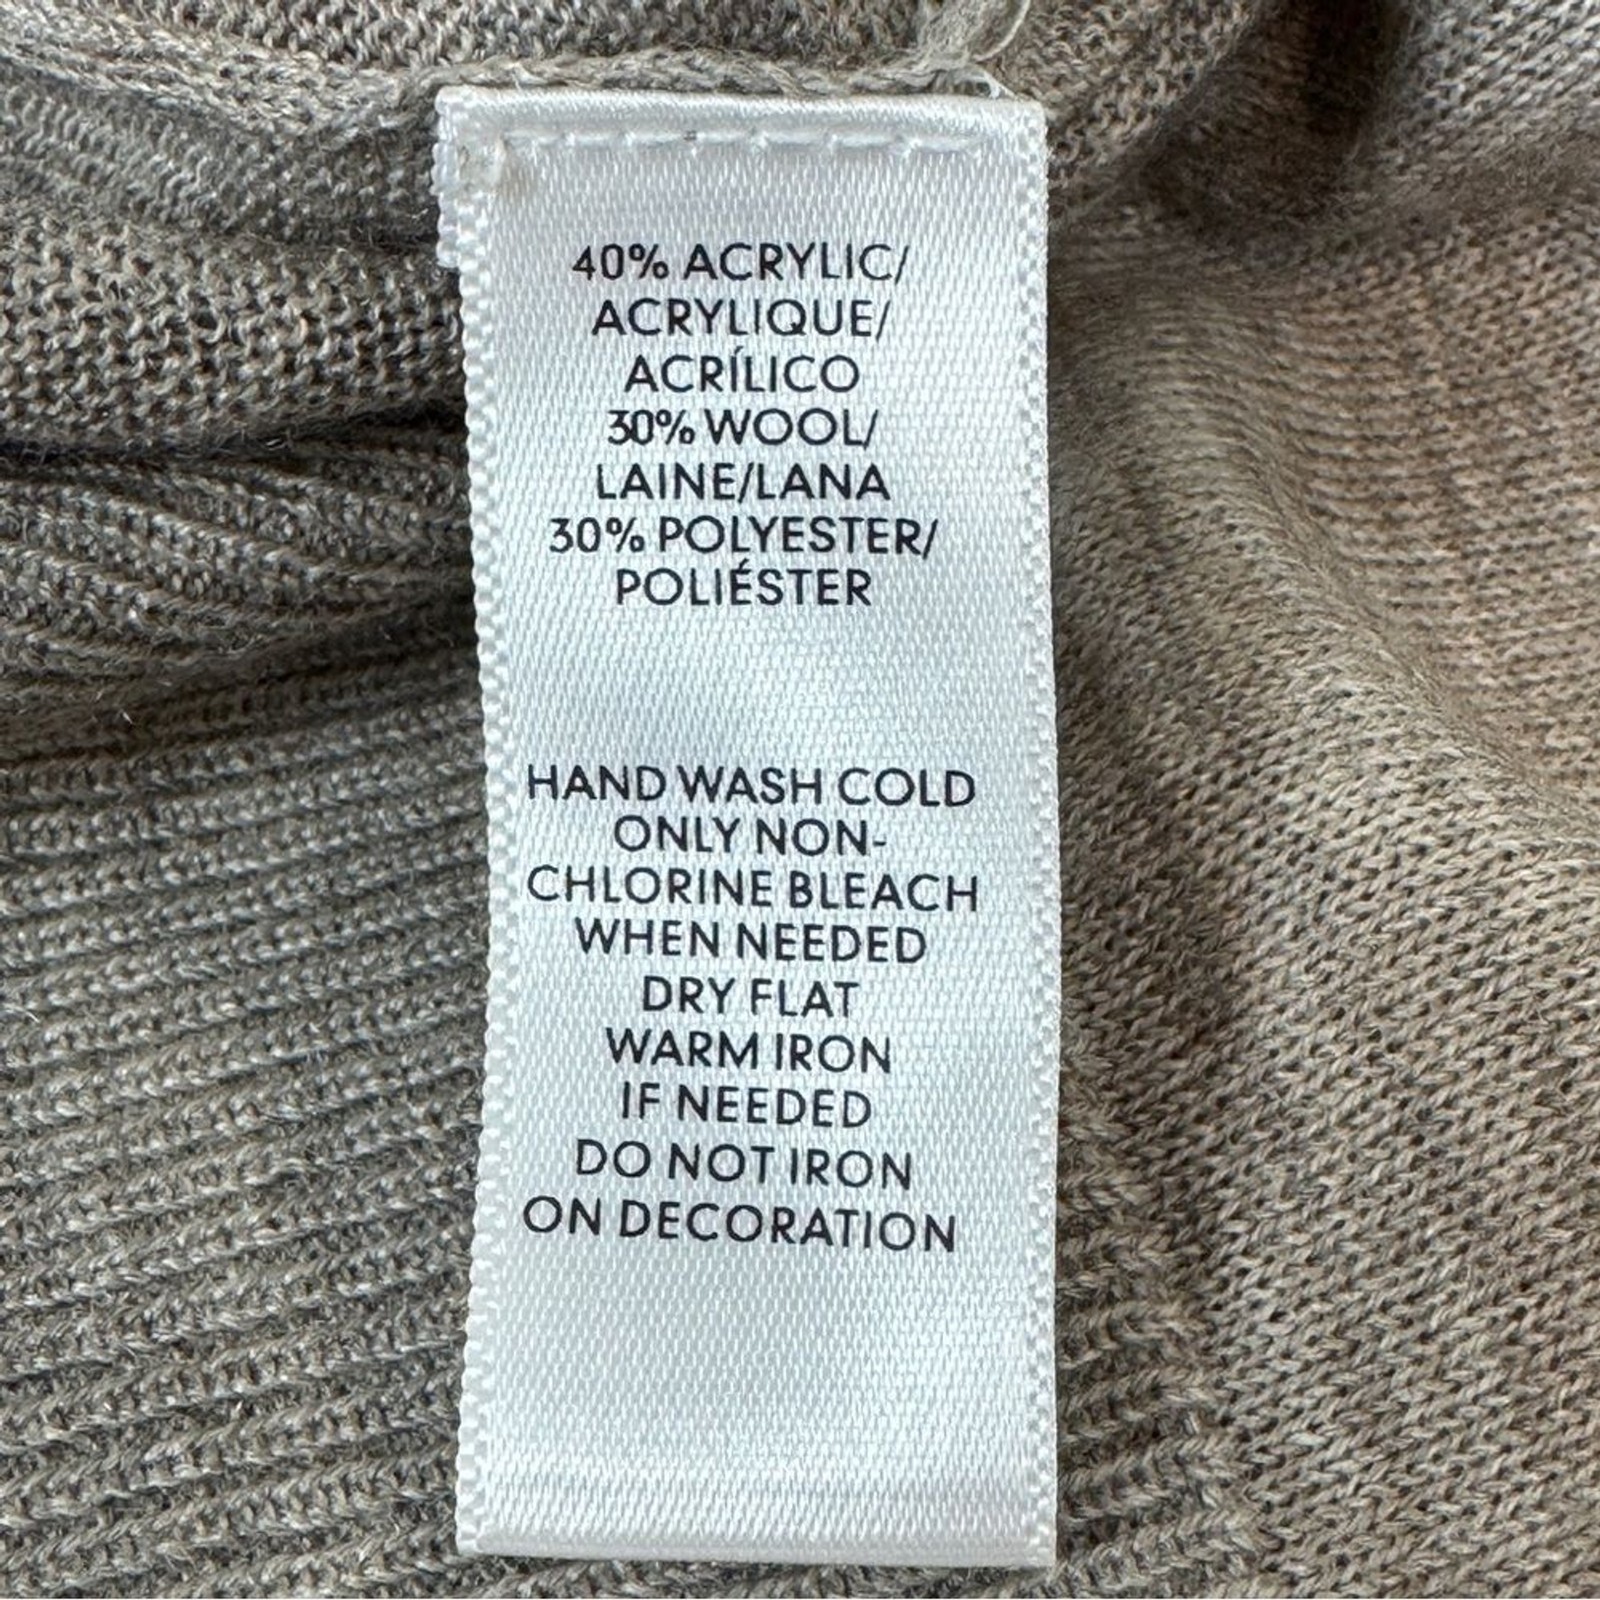 40% ACRYLIC/
ACRYLIQUE/
ACRÍLICO
30% WOOL/
LAINE/LANA
30% POLYESTER/
POLIÉSTER
HAND WASH COLD
ONLY NON-
CHLORINE BLEACH
WHEN NEEDED
DRY FLAT
WARM IRON
IF NEEDED
DO NOT IRON
ON DECORATION